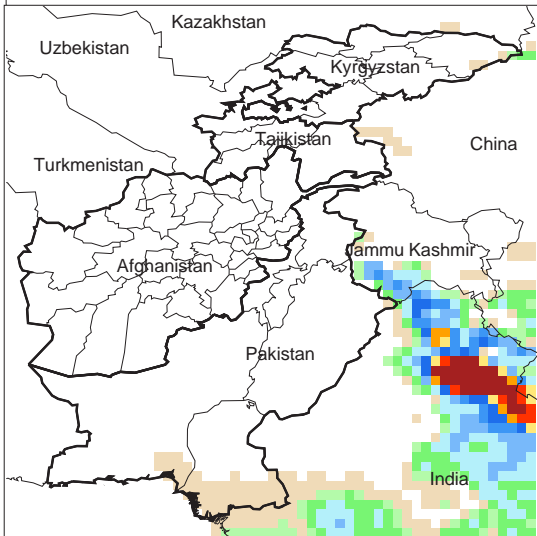 Kazakhstan
Uzbekistan
Kyrgyzstan
Tajikistan
China
Turkmenistan
Jammu Kashmir
Afghanistan
Pakistan
India